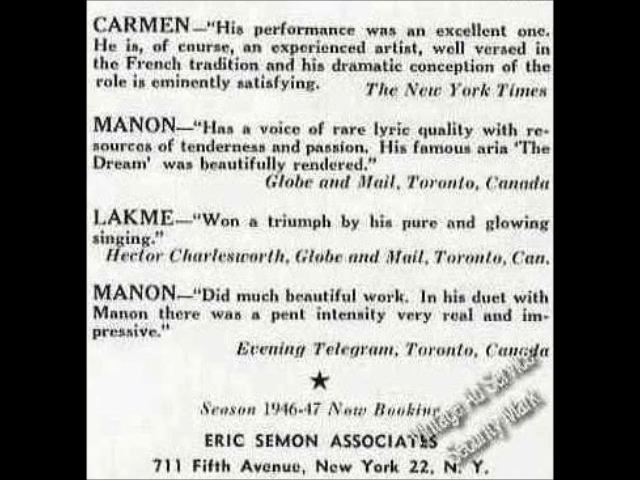 CARMEN—"His performance was an excellent one.
He is, of course, an experienced artist, well versed in
the French tradition and his dramatic conception of the
role is eminently satisfying.
The New York Times
MANON—"Has a voice of rare lyric quality with re-
sources of tenderness and passion. His famous aria 'The
Dream' was beautifully rendered."
Globe and Mail, Toronto, Canada
LAKME—"Won a triumph by his pure and glowing
singing."
Hector Charlesworth, Globe and Mail, Toronto, Can.
MANON—"Did much beautiful work. In his duet with
Manon there was a pent intensity very real and im-
pressive."
Evening Telegram, Toronto, Canada
Season 1946-47 Now Booking
ERIC SEMON ASSOCIATES
711 Fifth Avenue, New York 22, N. Y.
Vintage Ad Service
Security Mark